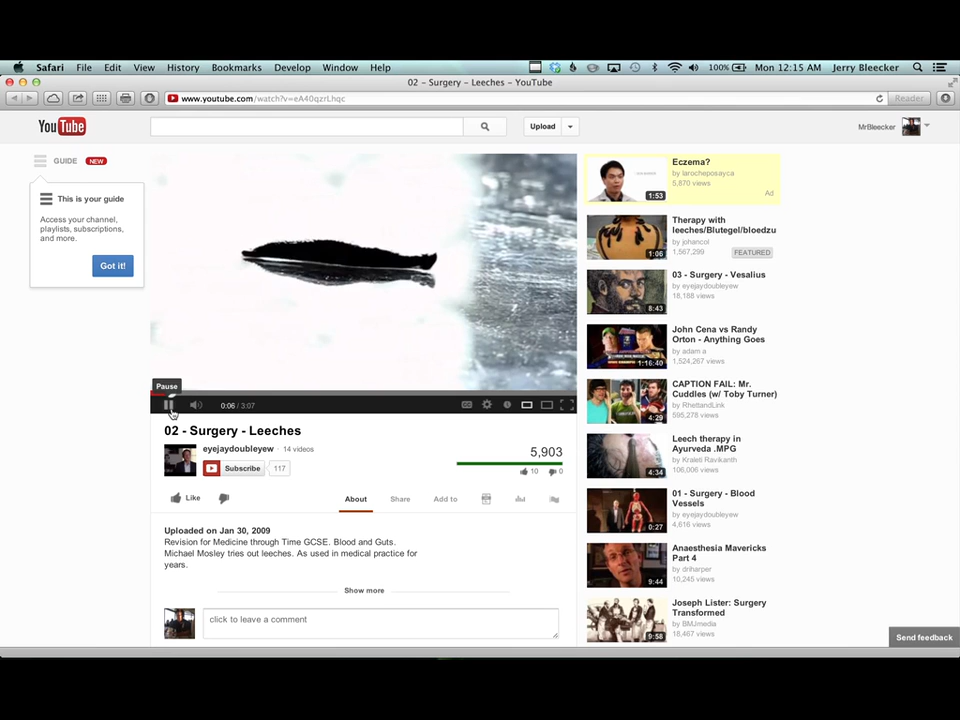 Safari File Edit View History Bookmarks Develop Window Help
100% Mon 12:15 AM Jerry Bleecker
02 - Surgery - Leeches - YouTube
www.youtube.com/watch?v=eA40qzrLhqc
Reader
YouTube
Upload
MrBleecker
GUIDE NEW
This is your guide
Access your channel,
playlists, subscriptions,
and more.
Got it!
Pause
0:06 / 3:07
CC
02 - Surgery - Leeches
eyejaydoubleyew · 14 videos
Subscribe 117
5,903
10 0
Like
About Share Add to
Uploaded on Jan 30, 2009
Revision for Medicine through Time GCSE. Blood and Guts.
Michael Mosley tries out leeches. As used in medical practice for
years.
Show more
click to leave a comment
Eczema?
by larocheposayca
5,870 views
1:53
Ad
Therapy with
leeches/Blutegel/bloedzu
by johancol
1,567,299
FEATURED
1:06
03 - Surgery - Vesalius
by eyejaydoubleyew
18,188 views
8:43
John Cena vs Randy
Orton - Anything Goes
by adam a
1,524,267 views
1:16:40
CAPTION FAIL: Mr.
Cuddles (w/ Toby Turner)
by RhettandLink
595,278 views
4:29
Leech therapy in
Ayurveda .MPG
by Kraleti Ravikanth
106,006 views
4:34
01 - Surgery - Blood
Vessels
by eyejaydoubleyew
4,616 views
0:27
Anaesthesia Mavericks
Part 4
by driharper
10,245 views
9:44
Joseph Lister: Surgery
Transformed
by BMJmedia
18,467 views
9:58
Send feedback